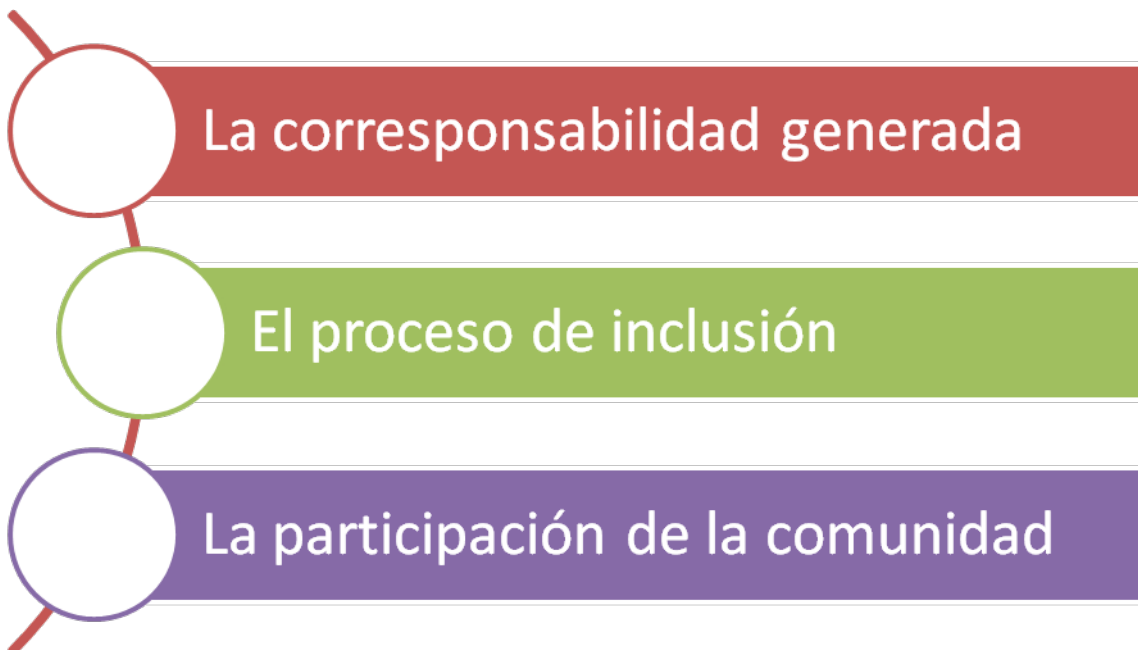 La corresponsabilidad generada
El proceso de inclusión
La participación de la comunidad